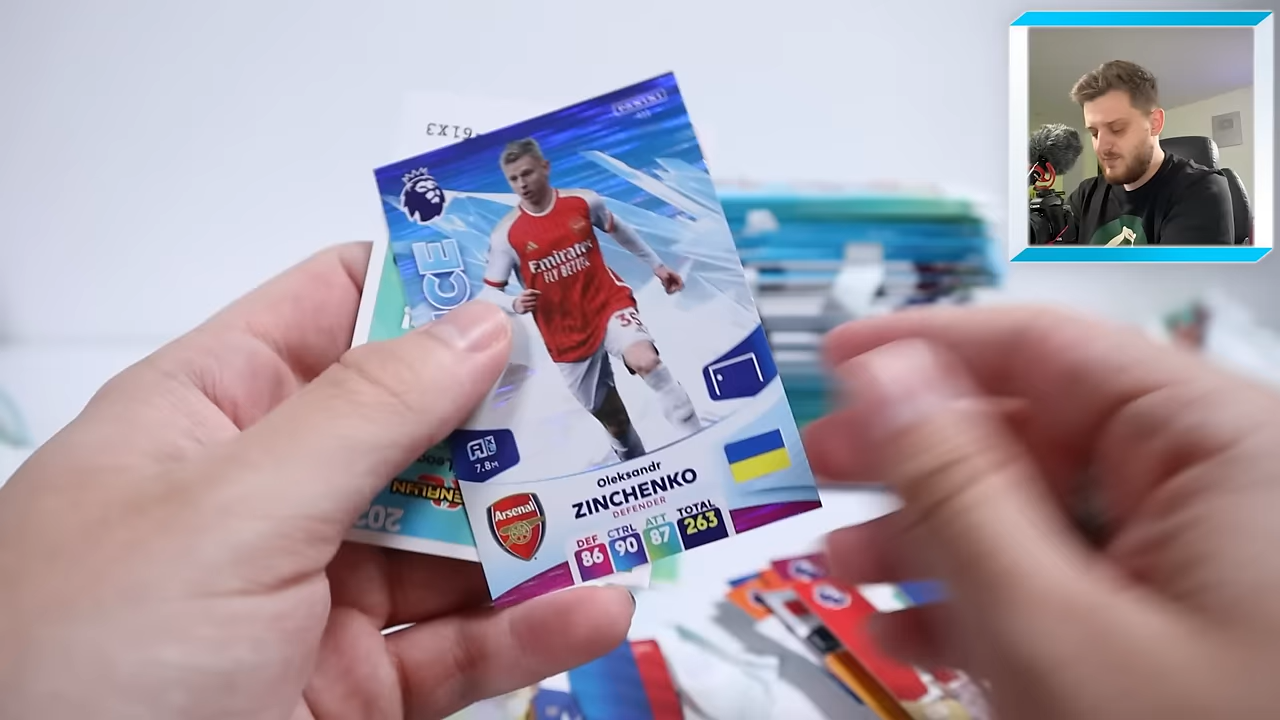 PANINI
ICE
Emirates
FLY BETTER
35
7.8M
Oleksandr
ZINCHENKO
DEFENDER
Arsenal
DEF CTRL ATT TOTAL
86 90 87 263